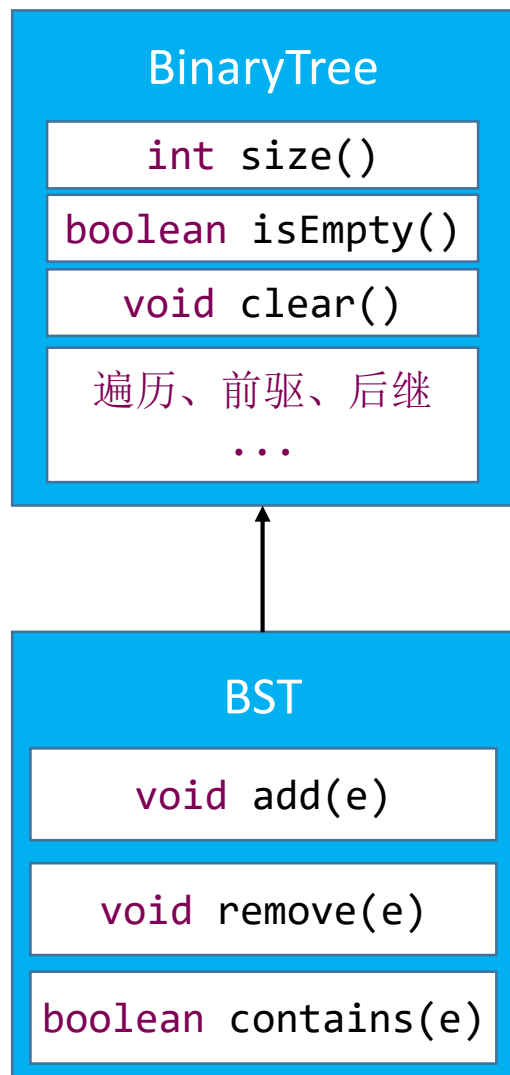 BinaryTree
int size()
boolean isEmpty()
void clear()
遍历、前驱、后继
...
BST
void add(e)
void remove(e)
boolean contains(e)